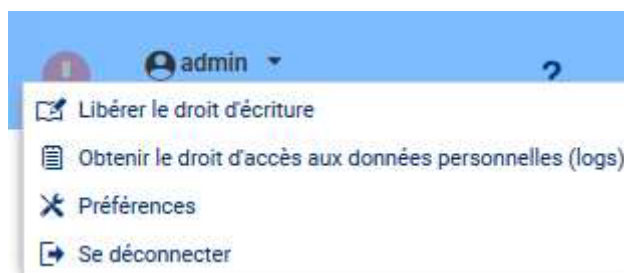 admin
?
Libérer le droit d'écriture
Obtenir le droit d'accès aux données personnelles (logs)
Préférences
Se déconnecter